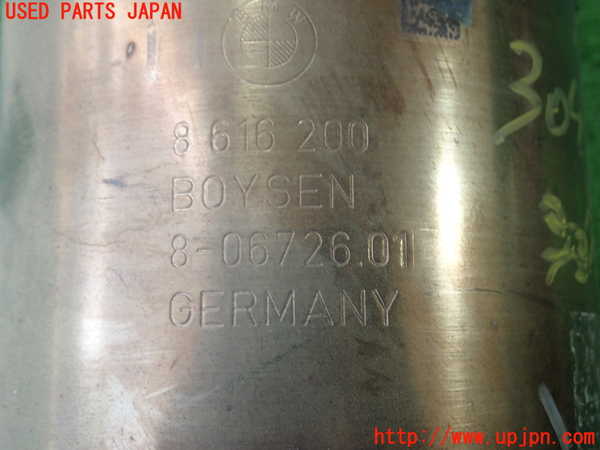 USED PARTS JAPAN
8 616 200
BOYSEN
8-06726.01
GERMANY
http://www.upjpn.com